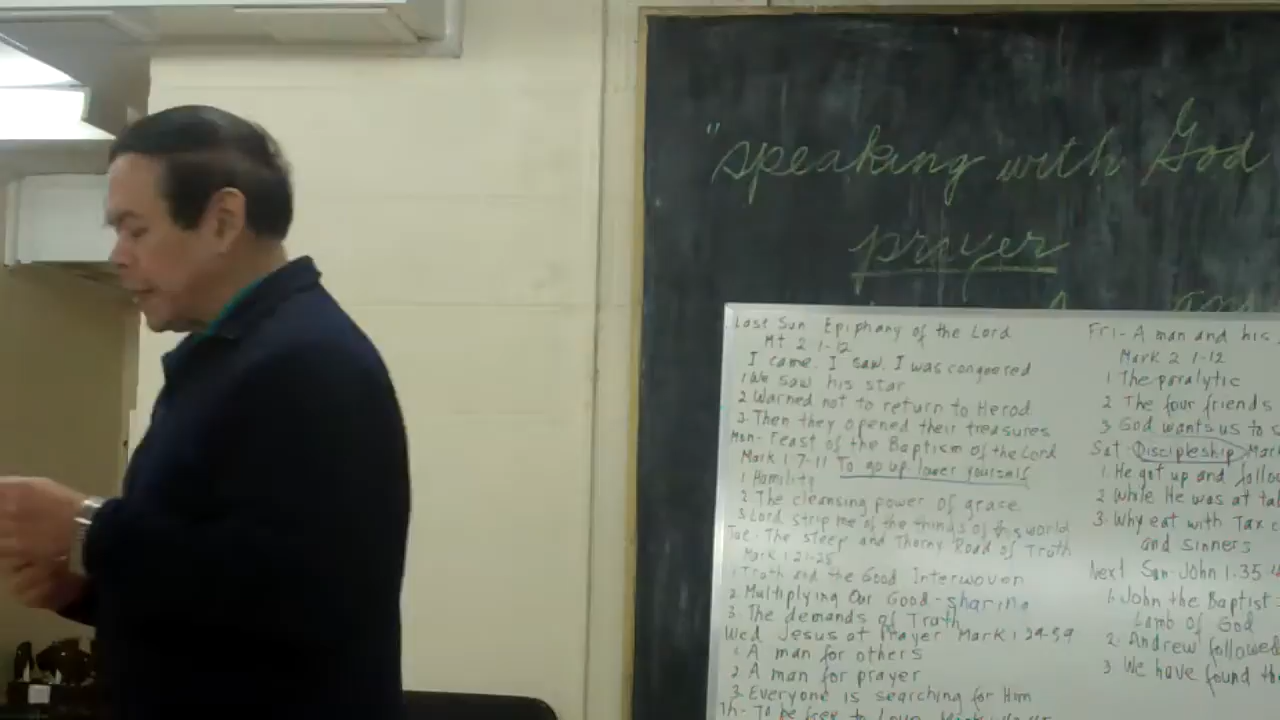 "speaking with God
prayer
Last Sun Epiphany of the Lord
Mt 2 1-12
I came. I saw. I was conquered
1 We saw his star
2 Warned not to return to Herod
3. Then they opened their treasures
Mon- Feast of the Baptism of the Lord
Mark 1 7-11 To go up lower yourself
1 Humility
2 The cleansing power of grace
3 Lord strip me of the things of this world
Tue. The steep and Thorny Road of Truth
Mark 1 21-28
1 Truth and the Good Interwoven
2. Multiplying Our Good - sharing
3 The demands of Truth
Wed Jesus at Prayer Mark 1 29-39
1. A man for others
2 A man for prayer
3. Everyone is searching for Him
Th- To be free to Love
Fri- A man and his
Mark 2 1-12
1 The paralytic
2 The four friends
3 God wants us to
Sat Discipleship Mark
1. He got up and
2 While He was at
3. Why eat with Tax
and sinners
Next Sun- John 1.35
1. John the Baptist-
Lamb of God
2. Andrew followed
3 We have found